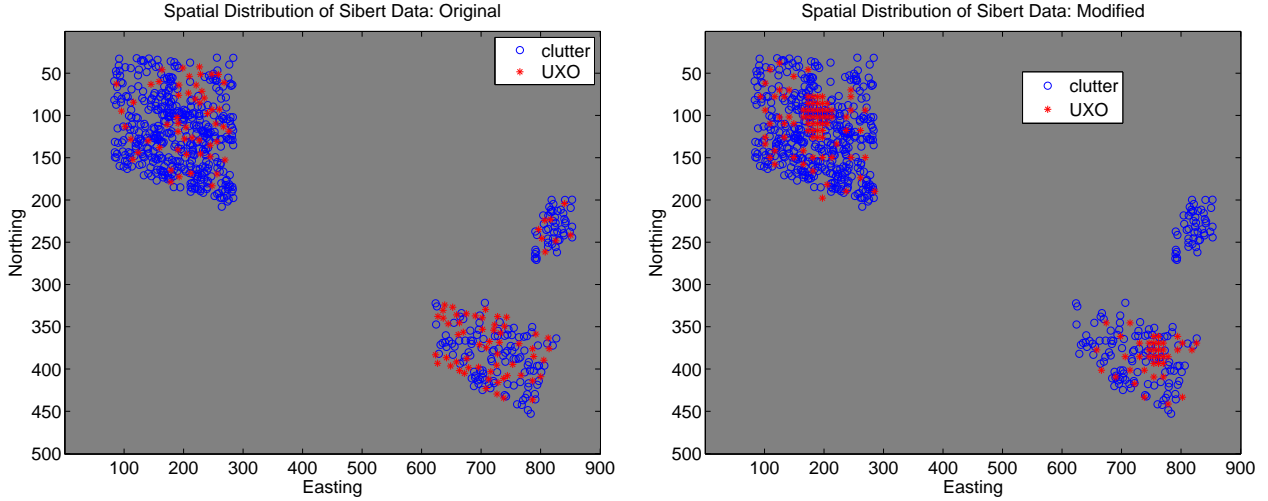 Spatial Distribution of Sibert Data: Original
clutter
UXO
50
100
150
200
250
300
350
400
450
500
100 200 300 400 500 600 700 800 900
Northing
Easting
Spatial Distribution of Sibert Data: Modified
clutter
UXO
50
100
150
200
250
300
350
400
450
500
100 200 300 400 500 600 700 800 900
Northing
Easting